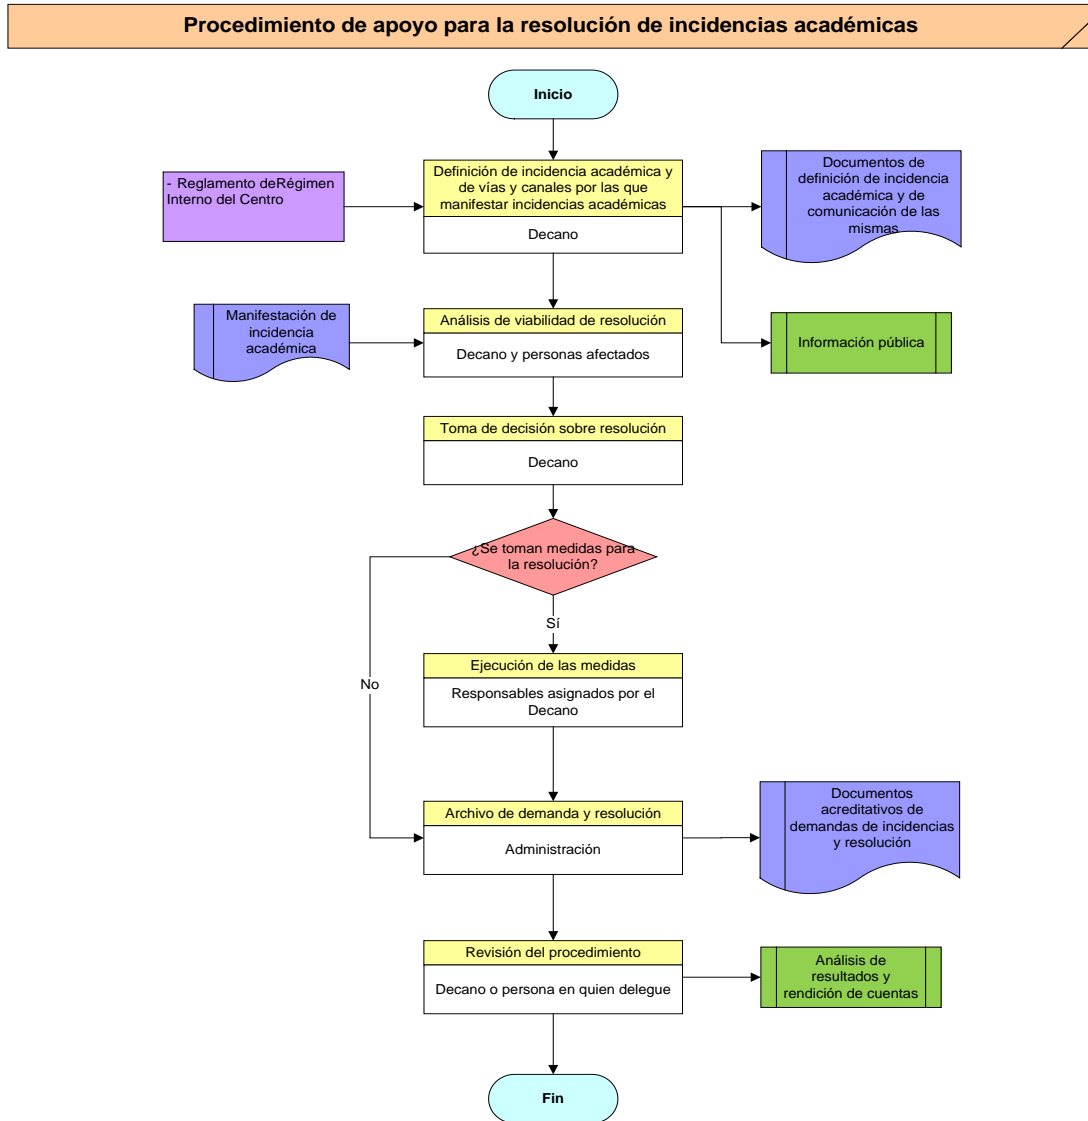 Procedimiento de apoyo para la resolución de incidencias académicas
Inicio
- Reglamento deRégimen
Interno del Centro
Definición de incidencia académica y
de vías y canales por las que
manifestar incidencias académicas
Decano
Documentos de
definición de incidencia
académica y de
comunicación de las
mismas
Manifestación de
incidencia
académica
Análisis de viabilidad de resolución
Decano y personas afectados
Información pública
Toma de decisión sobre resolución
Decano
¿Se toman medidas para
la resolución?
Sí
No
Ejecución de las medidas
Responsables asignados por el
Decano
Archivo de demanda y resolución
Administración
Documentos
acreditativos de
demandas de incidencias
y resolución
Revisión del procedimiento
Decano o persona en quien delegue
Análisis de
resultados y
rendición de cuentas
Fin